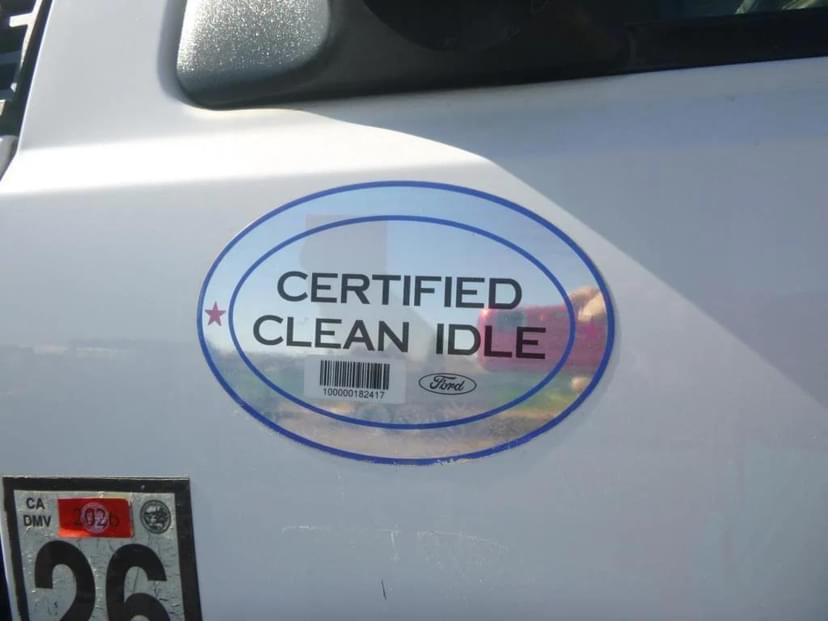 CERTIFIED
CLEAN IDLE
100000182417
Ford
CA
DMV
2026
26